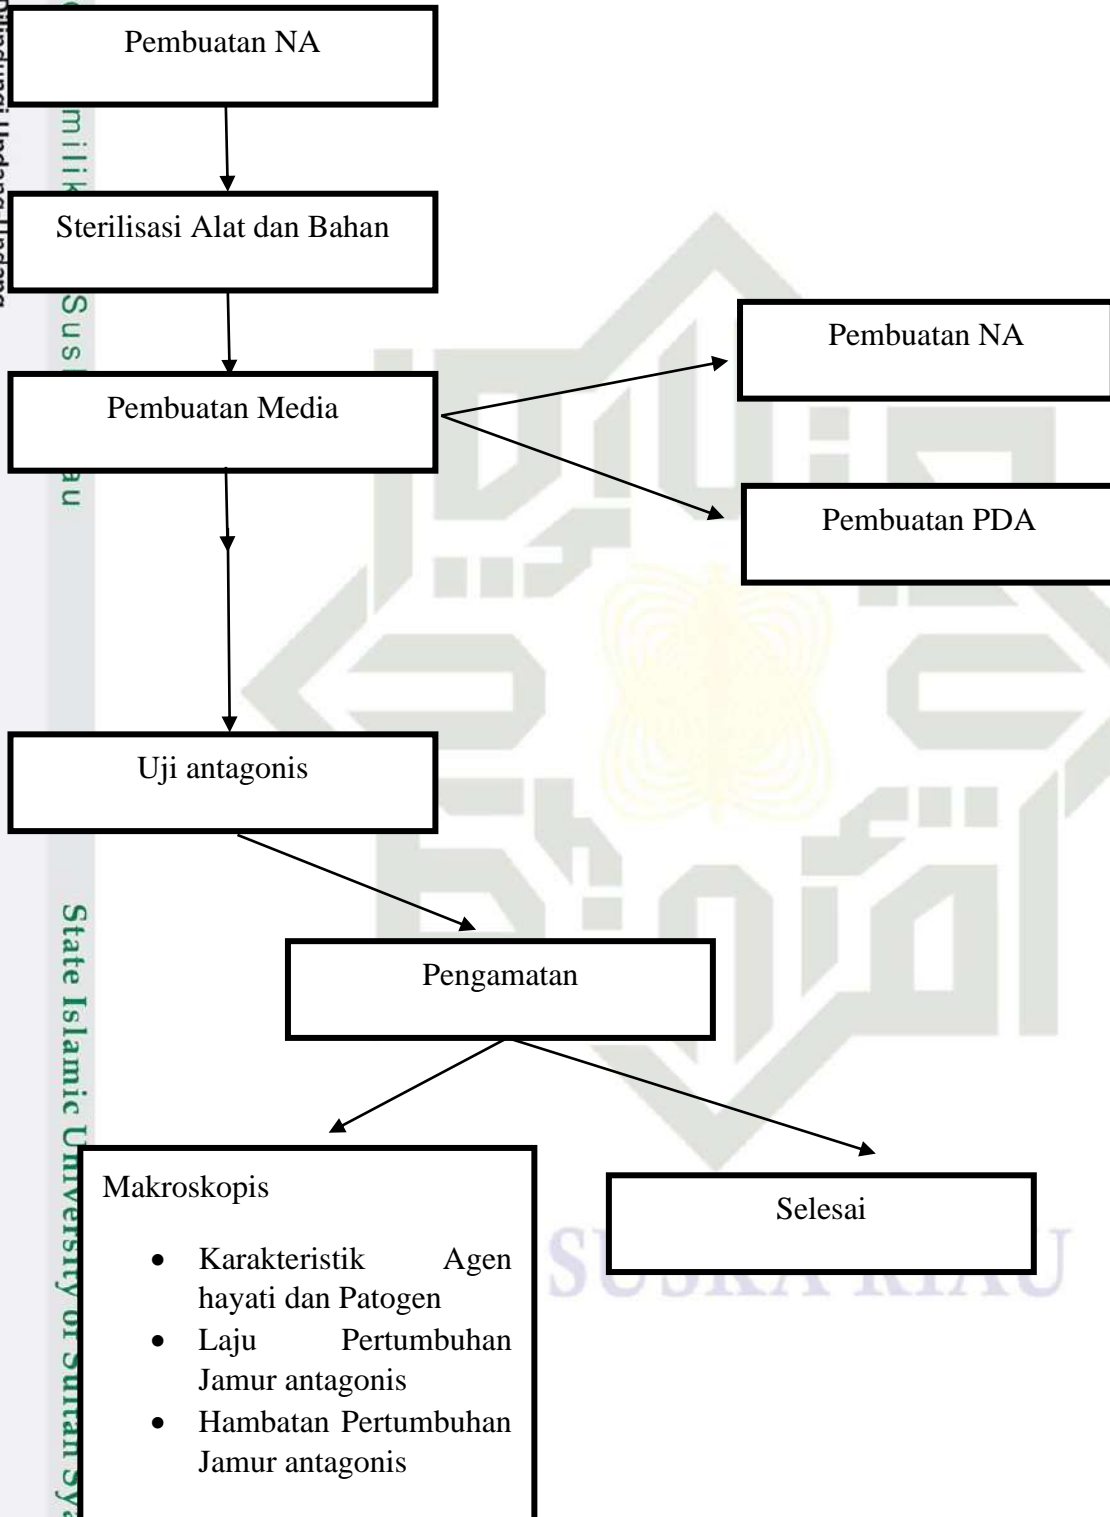 Pembuatan NA
Sterilisasi Alat dan Bahan
Pembuatan Media
Pembuatan NA
Pembuatan PDA
Uji antagonis
Pengamatan
Makroskopis
• Karakteristik Agen
hayati dan Patogen
• Laju Pertumbuhan
Jamur antagonis
• Hambatan Pertumbuhan
Jamur antagonis
Selesai
SUSKA RIAU
milik
State Islamic University of Sultan